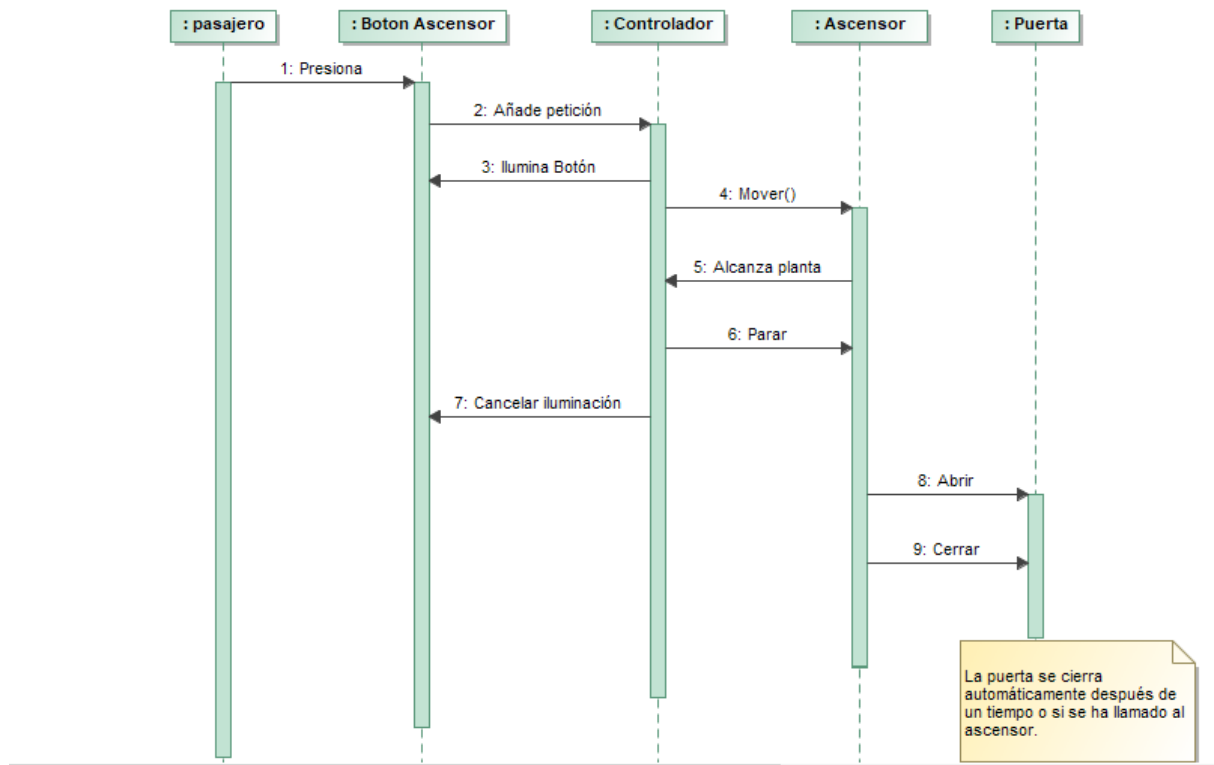 : pasajero
: Boton Ascensor
: Controlador
: Ascensor
: Puerta
1: Presiona
2: Añade petición
3: Ilumina Botón
4: Mover()
5: Alcanza planta
6: Parar
7: Cancelar iluminación
8: Abrir
9: Cerrar
La puerta se cierra
automáticamente después de
un tiempo o si se ha llamado al
ascensor.